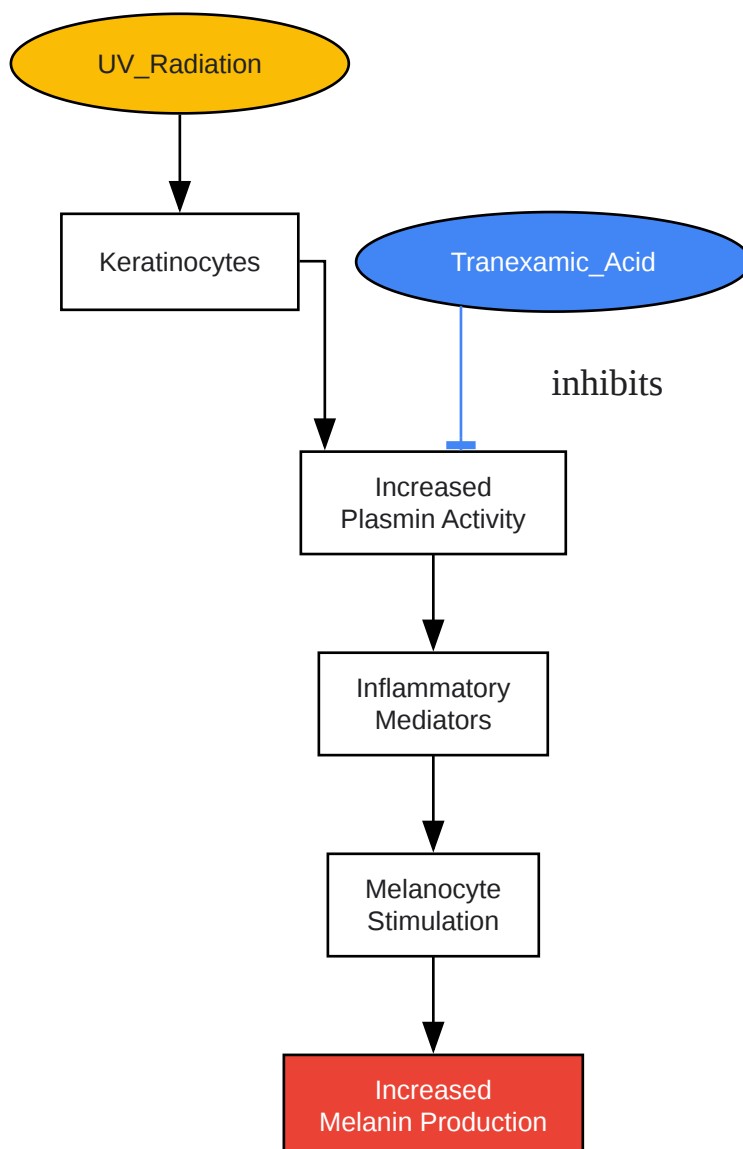 UV_Radiation
Keratinocytes
Tranexamic_Acid
inhibits
Increased
Plasmin Activity
Inflammatory
Mediators
Melanocyte
Stimulation
Increased
Melanin Production